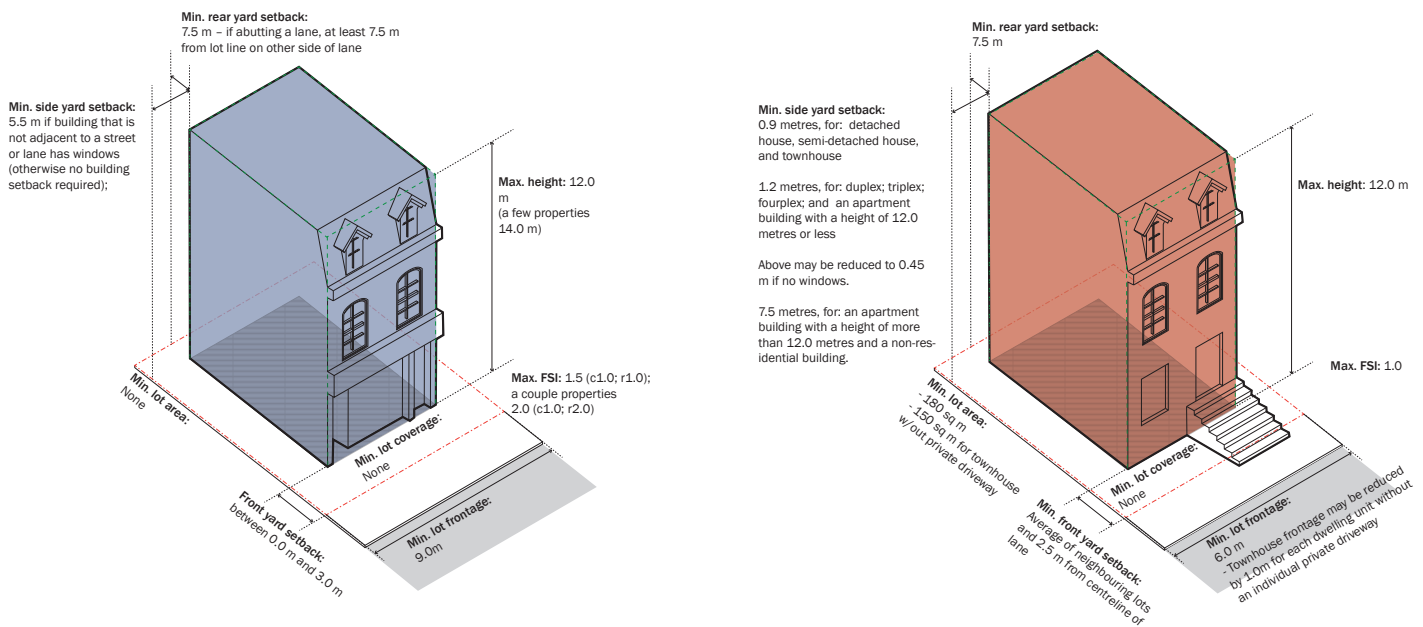 Min. rear yard setback:
7.5 m – if abutting a lane, at least 7.5 m
from lot line on other side of lane
Min. side yard setback:
5.5 m if building that is
not adjacent to a street
or lane has windows
(otherwise no building
setback required);
Max. height: 12.0
m
(a few properties
14.0 m)
Max. FSI: 1.5 (c1.0; r1.0);
a couple properties
2.0 (c1.0; r2.0)
Min. lot area:
None
Min. lot coverage:
None
Front yard setback:
between 0.0 m and 3.0 m
Min. lot frontage:
9.0m
Min. rear yard setback:
7.5 m
Min. side yard setback:
0.9 metres, for: detached
house, semi-detached house,
and townhouse
1.2 metres, for: duplex; triplex;
fourplex; and an apartment
building with a height of 12.0
metres or less
Above may be reduced to 0.45
m if no windows.
7.5 metres, for: an apartment
building with a height of more
than 12.0 metres and a non-res-
idential building.
Max. height: 12.0 m
Max. FSI: 1.0
Min. lot area:
- 180 sq m
- 150 sq m for townhouse
w/out private driveway
Min. lot coverage:
None
Min. front yard setback:
Average of neighbouring lots
and 2.5 m from centreline of
lane
Min. lot frontage:
6.0 m
- Townhouse frontage may be reduced
by 1.0m for each dwelling unit without
an individual private driveway